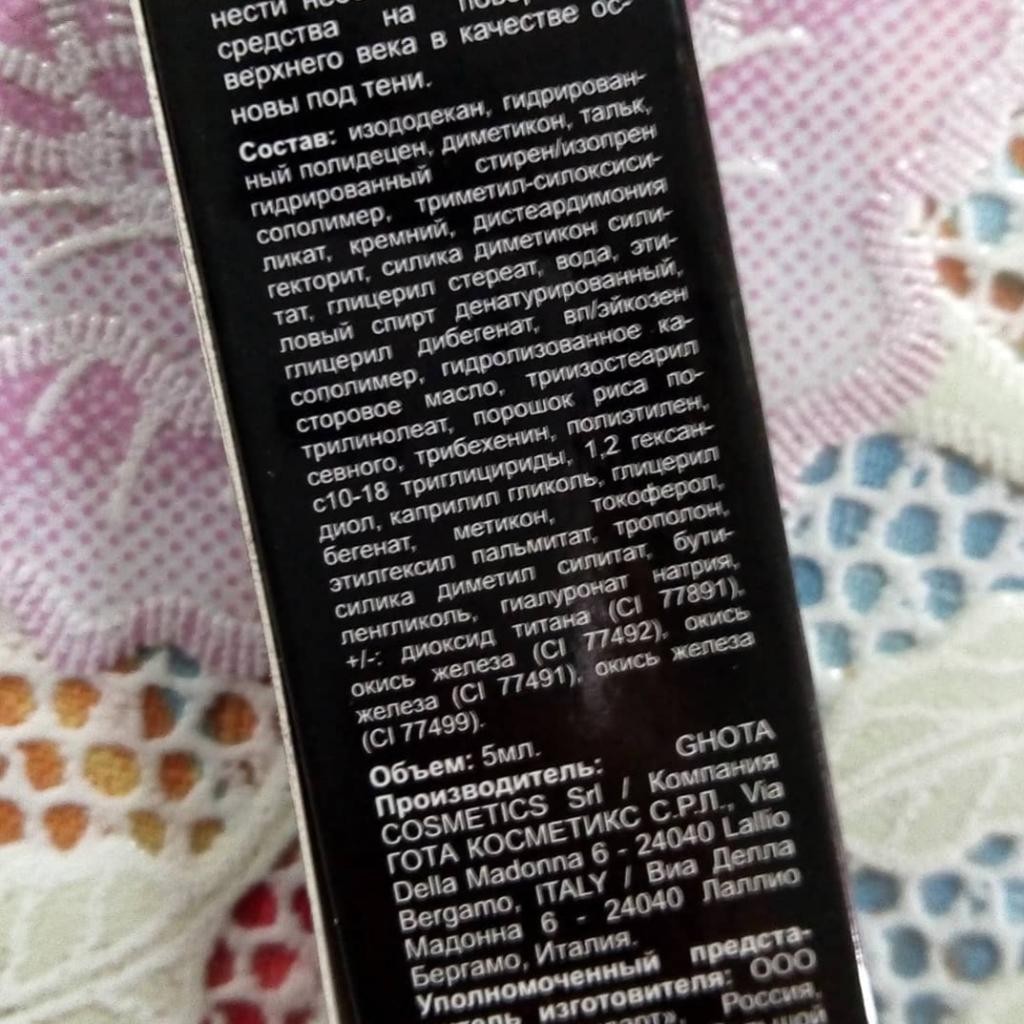 нести
средства на
верхнего века в качестве ос-
новы под тени.
Состав: изододекан, гидрирован-
ный полидецен, диметикон, тальк,
гидрированный стирен/изопрен
сополимер, триметил-силоксиси-
ликат, кремний, дистеардимония
гекторит, силика диметикон сили-
тат, глицерил стереат, вода, эти-
ловый спирт денатурированный,
глицерил дибегенат, вп/эйкозен
сополимер, гидролизованное ка-
сторовое масло, триизостеарил
трилинолеат, порошок риса по-
севного, трибехенин, полиэтилен,
с10-18 триглицириды, 1,2 гексан-
диол, каприлил гликоль, глицерил
бегенат, метикон, токоферол,
этилгексил пальмитат, трополон,
силика диметил силитат, бути-
ленгликоль, гиалуронат натрия,
+/-: диоксид титана (CI 77891),
окись железа (CI 77492), окись
железа (CI 77491), окись железа
(CI 77499).
Объем: 5мл.
Производитель: GHOTA
COSMETICS Srl / Компания
ГОТА КОСМЕТИКС С.Р.Л., Via
Della Madonna 6 - 24040 Lallio
Bergamo, ITALY / Виа Делла
Мадонна 6 - 24040 Лаллио
Бергамо, Италия.
Уполномоченный предста-
изготовителя: ООО
Россия,